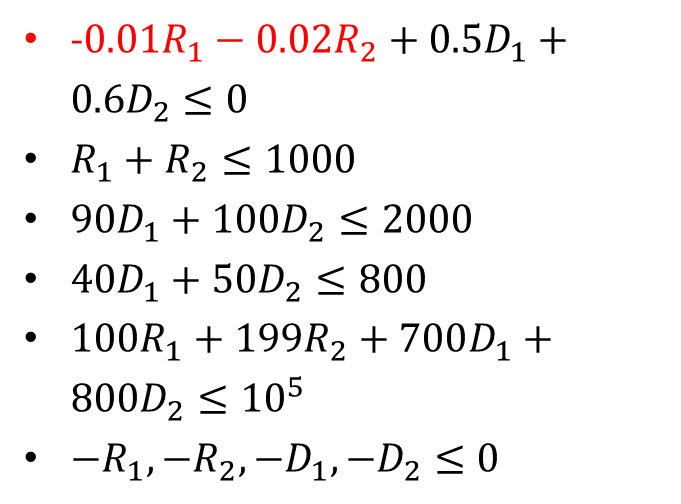 • -0.01𝑅₁ − 0.02𝑅₂ + 0.5𝐷₁ +
0.6𝐷₂ ≤ 0
• 𝑅₁ + 𝑅₂ ≤ 1000
• 90𝐷₁ + 100𝐷₂ ≤ 2000
• 40𝐷₁ + 50𝐷₂ ≤ 800
• 100𝑅₁ + 199𝑅₂ + 700𝐷₁ +
800𝐷₂ ≤ 10⁵
• −𝑅₁, −𝑅₂, −𝐷₁, −𝐷₂ ≤ 0